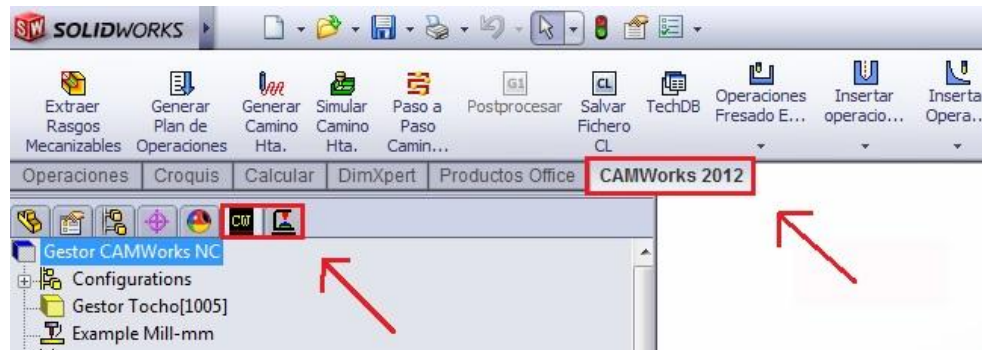 SOLIDWORKS
Extraer Rasgos Mecanizables
Generar Plan de Operaciones
Generar Camino Hta.
Simular Camino Hta.
Paso a Paso Camin...
G1
Postprocesar
CL
Salvar Fichero CL
TechDB
Operaciones Fresado E...
Insertar operacio...
Inserta Opera...
Operaciones Croquis Calcular DimXpert Productos Office CAMWorks 2012
CW
Gestor CAMWorks NC
Configurations
Gestor Tocho[1005]
Example Mill-mm